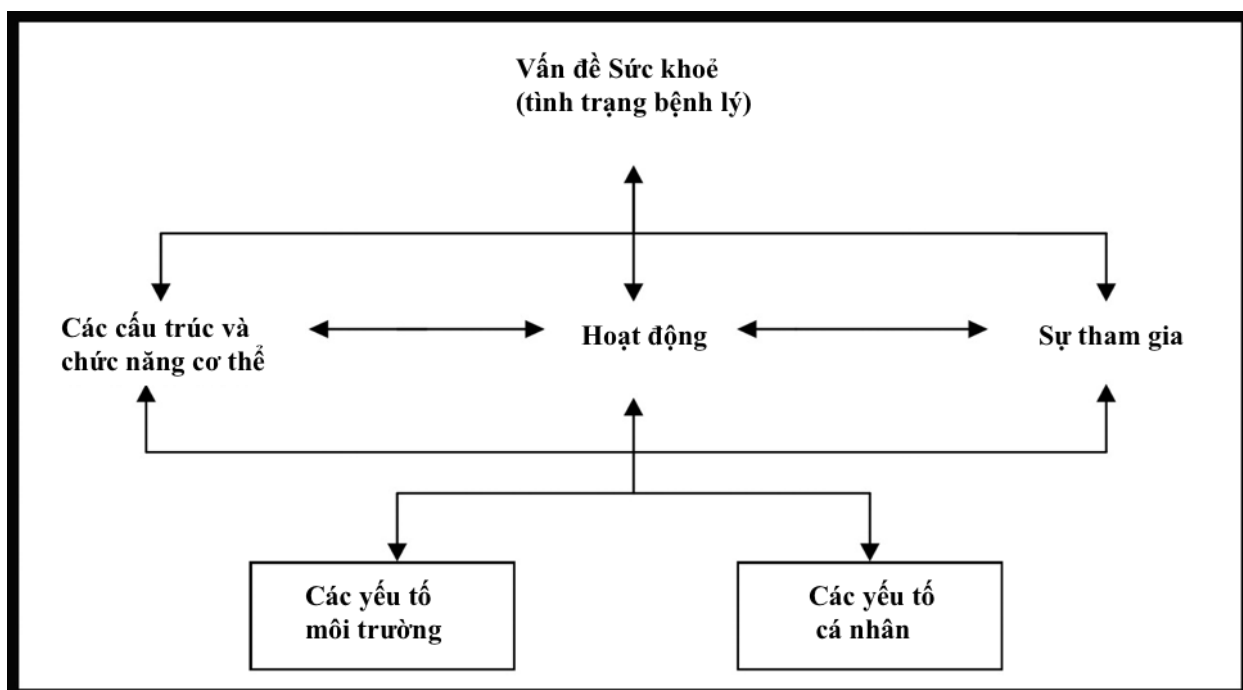 Vấn đề Sức khoẻ
(tình trạng bệnh lý)
Các cấu trúc và
chức năng cơ thể
Hoạt động
Sự tham gia
Các yếu tố
môi trường
Các yếu tố
cá nhân